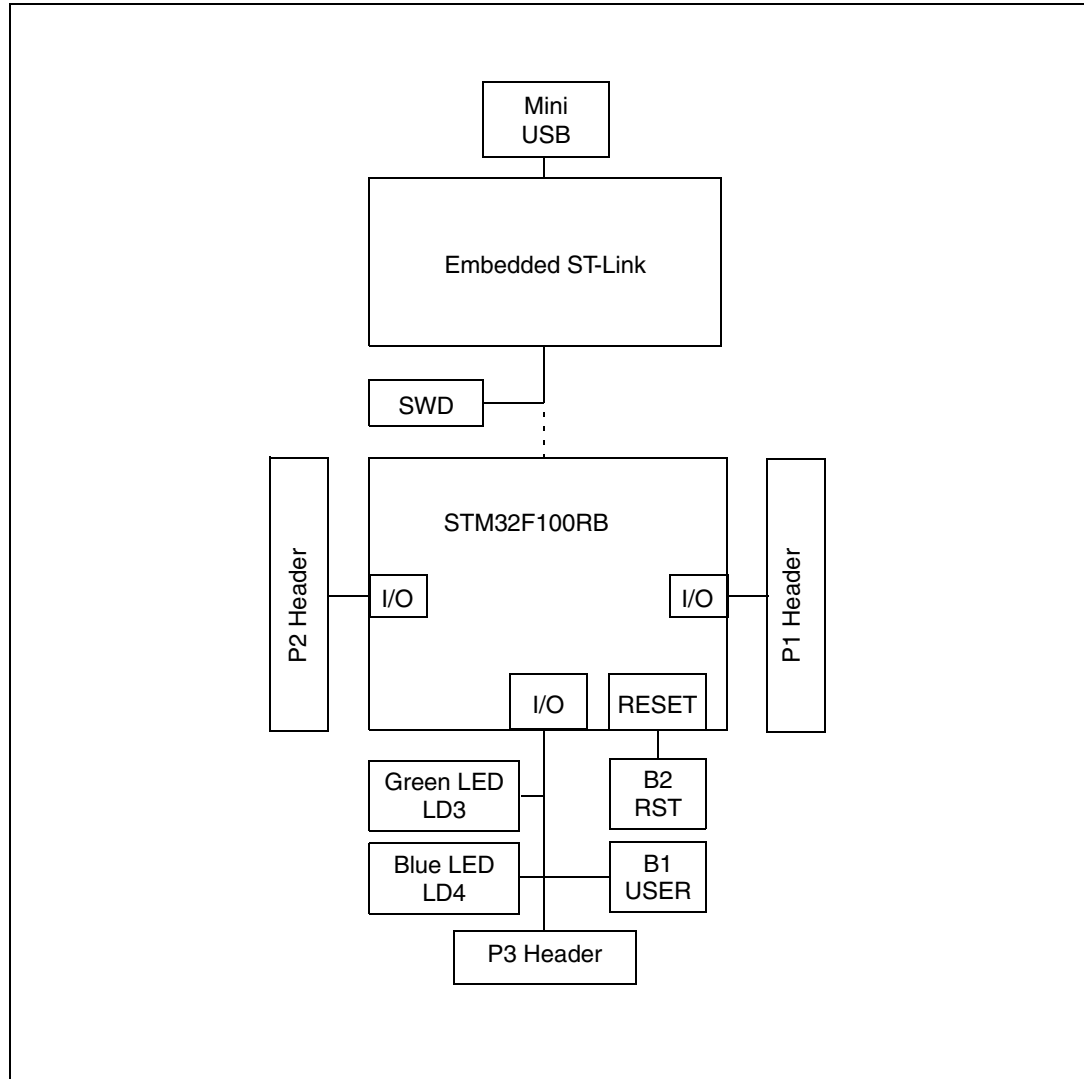 Mini
USB
Embedded ST-Link
SWD
STM32F100RB
P2 Header
I/O
I/O
P1 Header
I/O
RESET
Green LED
LD3
B2
RST
Blue LED
LD4
B1
USER
P3 Header